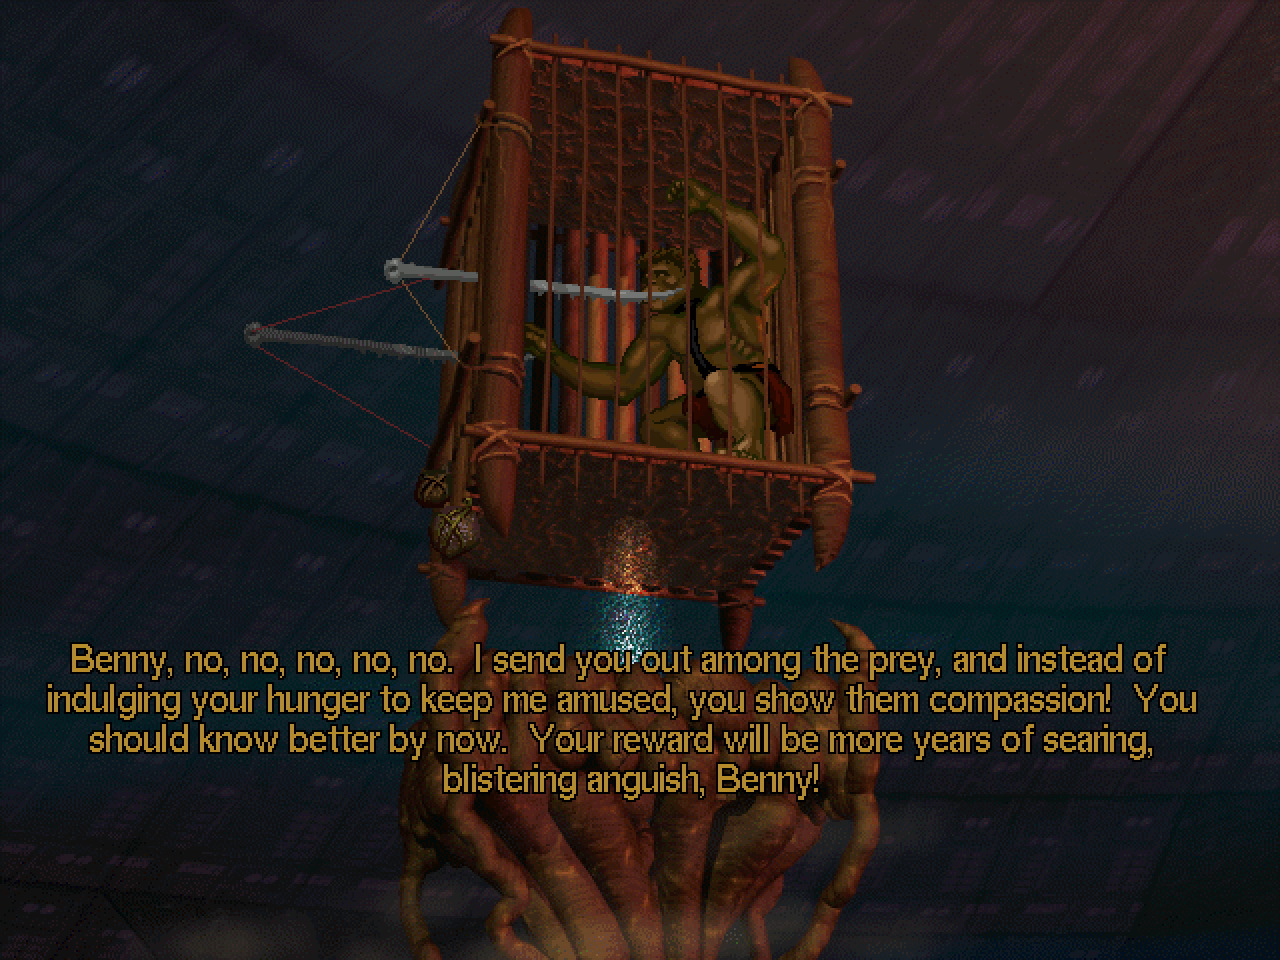 Benny, no, no, no, no, no.  I send you out among the prey, and instead of
indulging your hunger to keep me amused, you show them compassion!  You
should know better by now.  Your reward will be more years of searing,
blistering anguish, Benny!